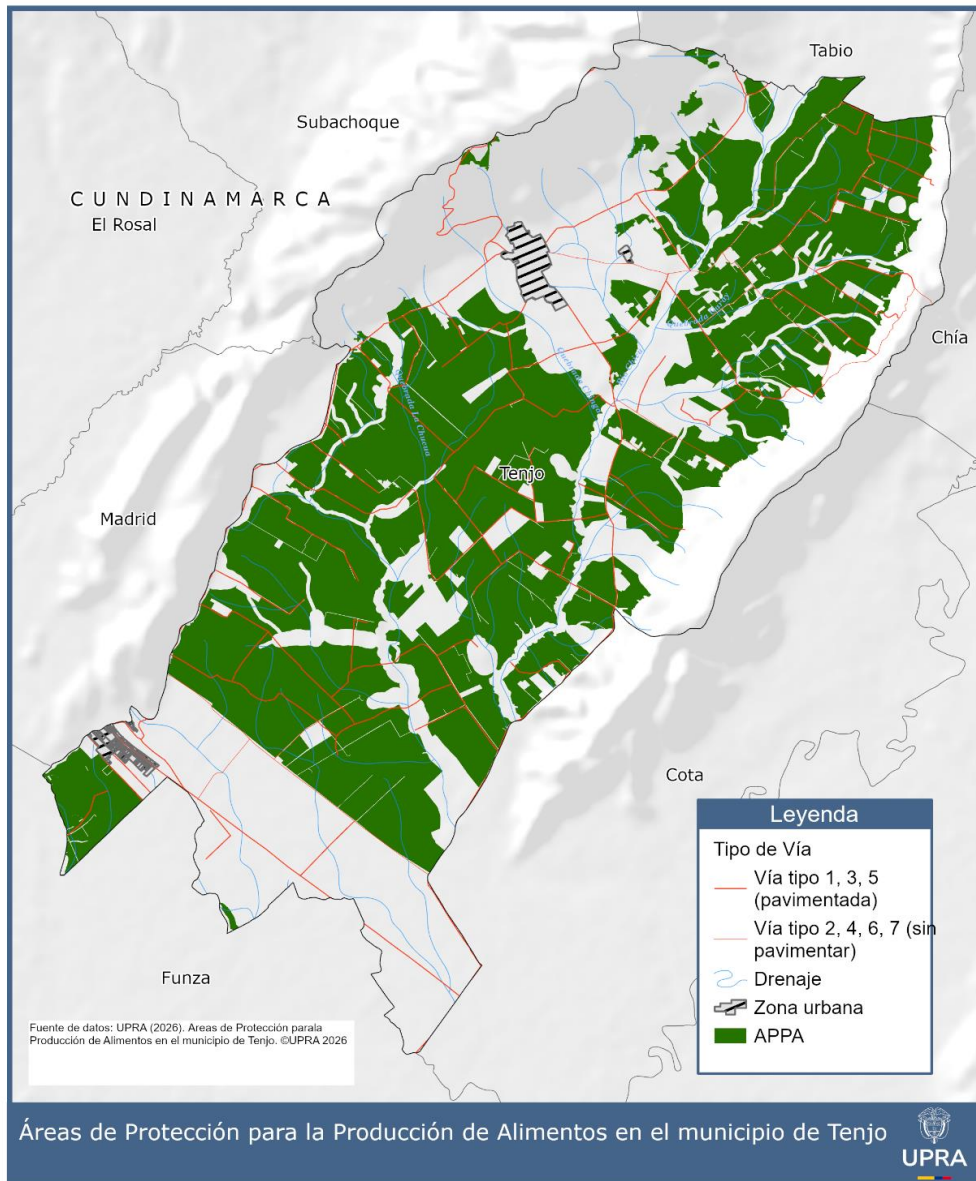 Tabio
Subachoque
CUNDINAMARCA
El Rosal
Chía
Quebrada La Chucua
Tenjo
Madrid
Cota
Funza
Leyenda
Tipo de Vía
Vía tipo 1, 3, 5
(pavimentada)
Vía tipo 2, 4, 6, 7 (sin
pavimentar)
Drenaje
Zona urbana
APPA
Fuente de datos: UPRA (2026). Areas de Protección parala
Producción de Alimentos en el municipio de Tenjo. ©UPRA 2026
Áreas de Protección para la Producción de Alimentos en el municipio de Tenjo
UPRA